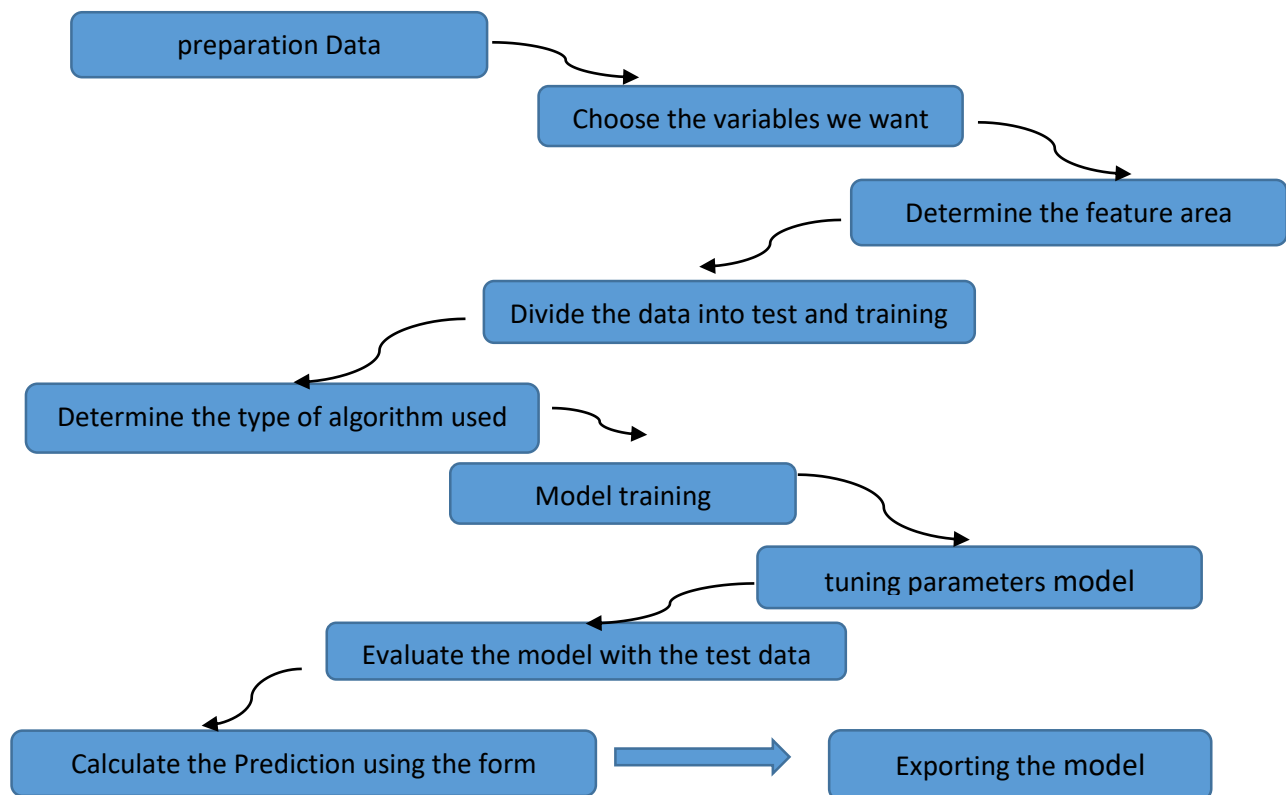 preparation Data
Choose the variables we want
Determine the feature area
Divide the data into test and training
Determine the type of algorithm used
Model training
tuning parameters model
Evaluate the model with the test data
Calculate the Prediction using the form
Exporting the model